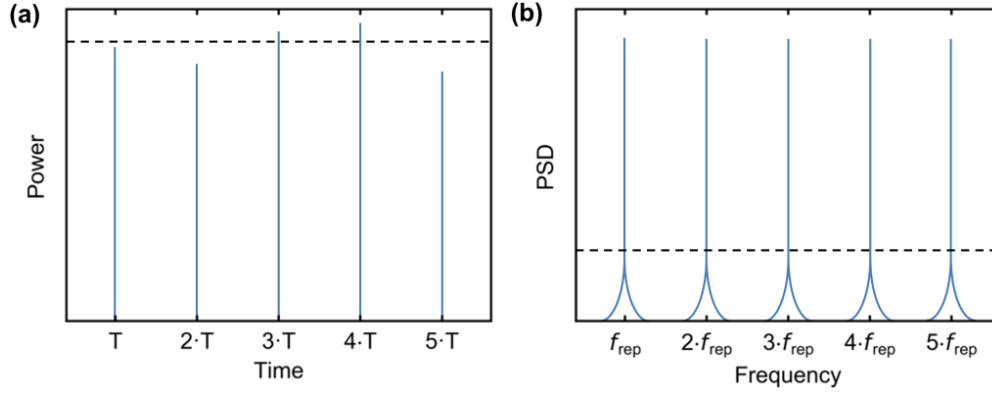 (a)
Power
T 2·T 3·T 4·T 5·T
Time
(b)
PSD
f_rep 2·f_rep 3·f_rep 4·f_rep 5·f_rep
Frequency